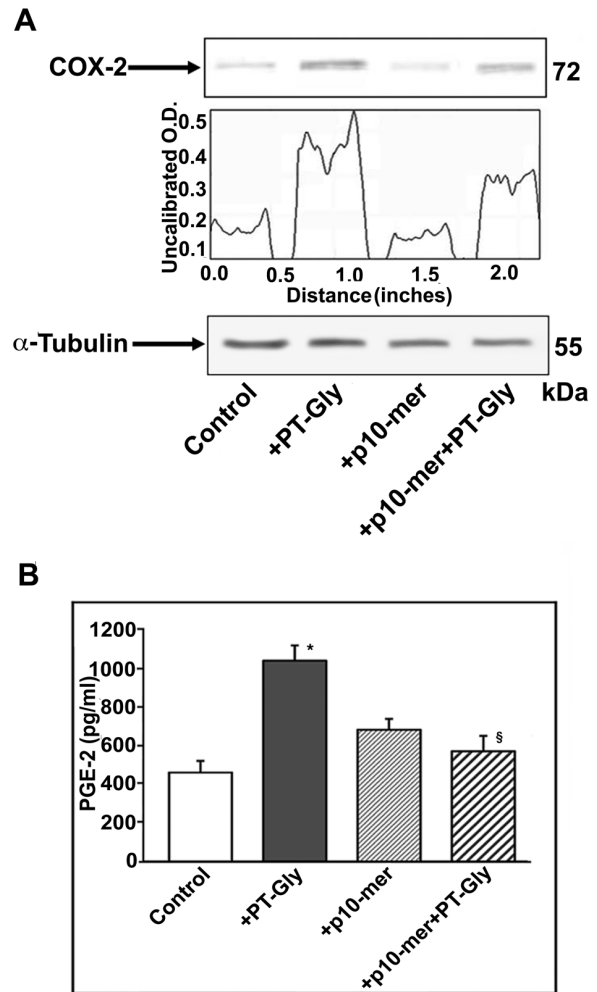 A
COX-2
72
Uncalibrated O.D.
0.5
0.4
0.3
0.2
0.1
0.0 0.5 1.0 1.5 2.0
Distance (inches)
α-Tubulin
55
kDa
Control
+PT-Gly
+p10-mer
+p10-mer+PT-Gly
B
PGE-2 (pg/ml)
1200
1000
800
600
400
200
0
*
§
Control
+PT-Gly
+p10-mer
+p10-mer+PT-Gly